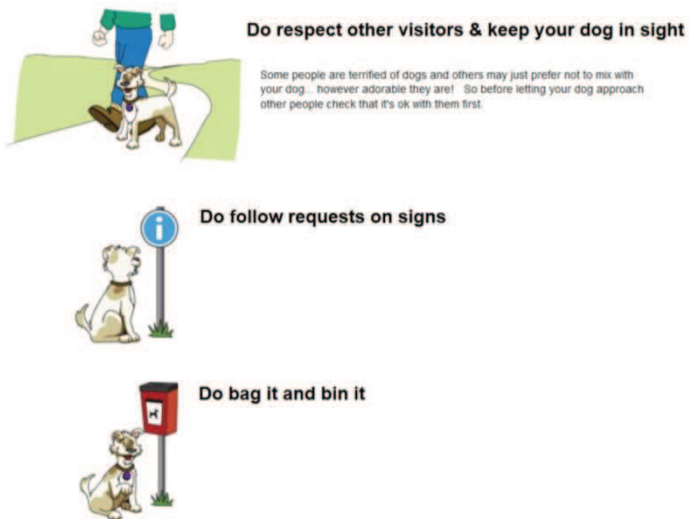 Do respect other visitors & keep your dog in sight
Some people are terrified of dogs and others may just prefer not to mix with
your dog... however adorable they are! So before letting your dog approach
other people check that it's ok with them first.
i
Do follow requests on signs
Do bag it and bin it